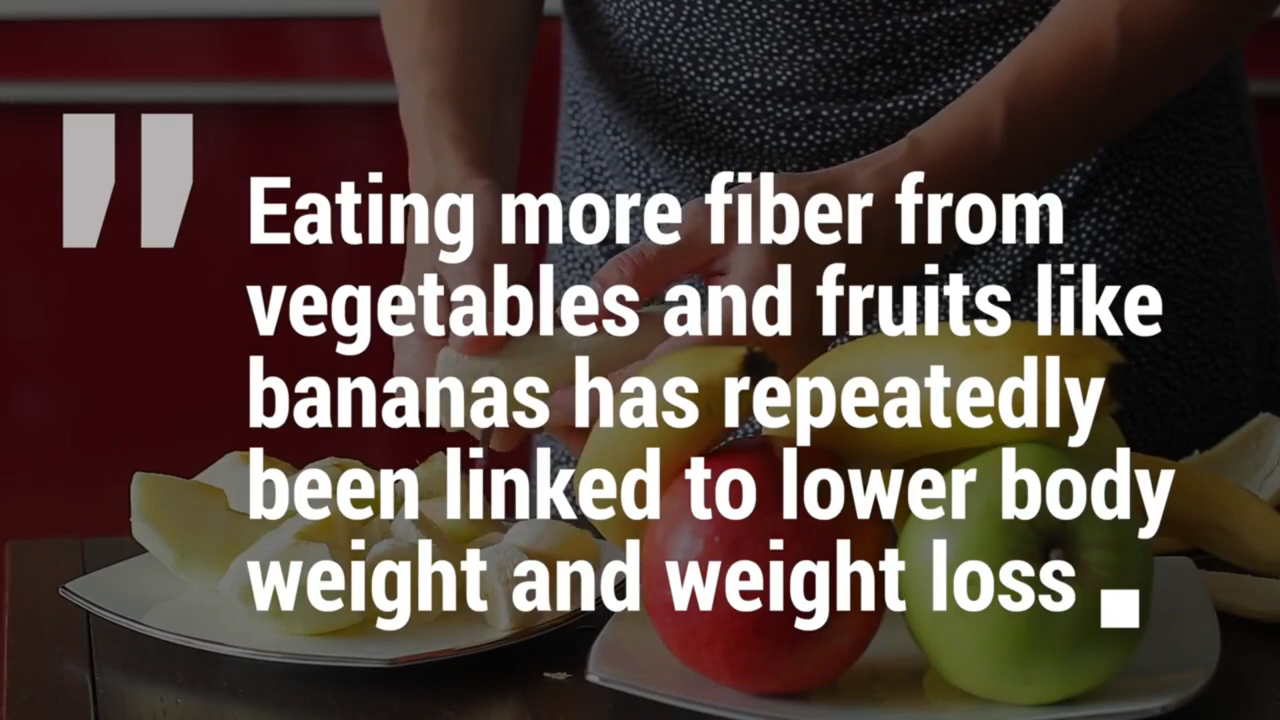 "
Eating more fiber from
vegetables and fruits like
bananas has repeatedly
been linked to lower body
weight and weight loss.